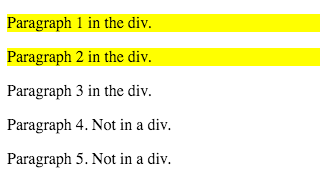 Paragraph 1 in the div.
Paragraph 2 in the div.
Paragraph 3 in the div.
Paragraph 4. Not in a div.
Paragraph 5. Not in a div.